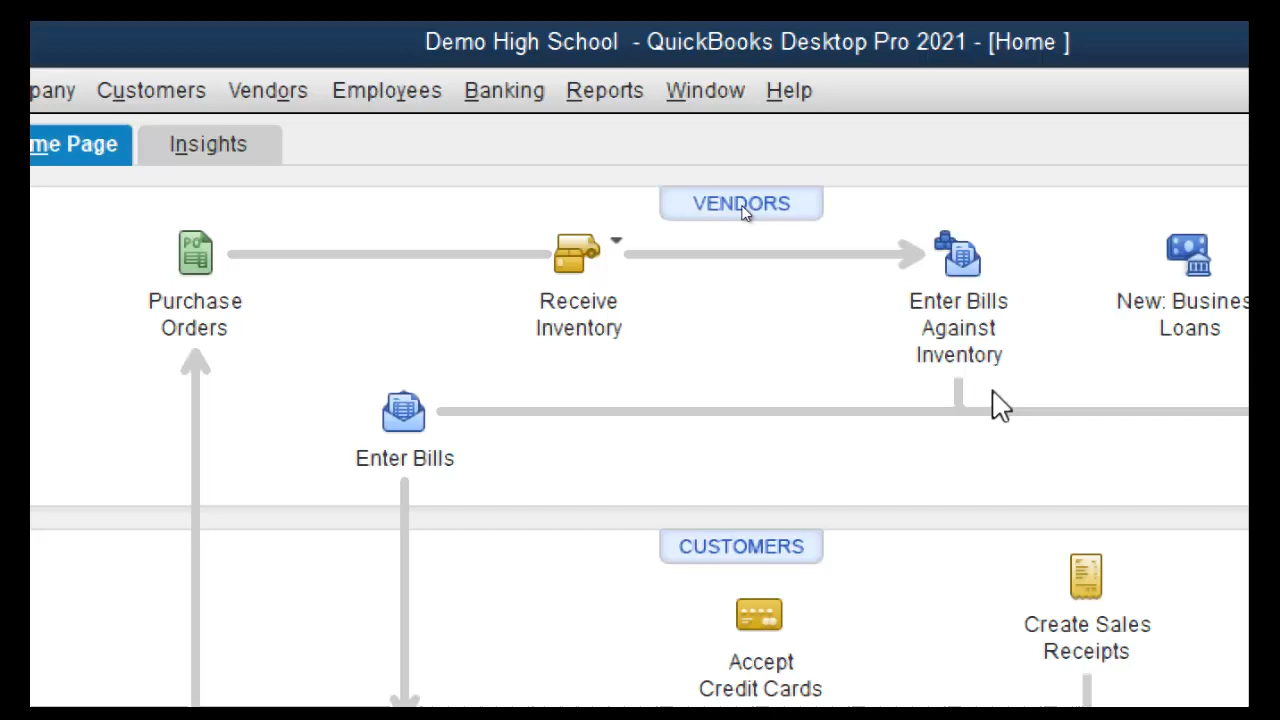 Demo High School - QuickBooks Desktop Pro 2021 - [Home ]
pany Customers Vendors Employees Banking Reports Window Help
me Page Insights
VENDORS
PO
Purchase
Orders
Receive
Inventory
Enter Bills
Against
Inventory
New: Busines
Loans
Enter Bills
CUSTOMERS
Accept
Credit Cards
Create Sales
Receipts